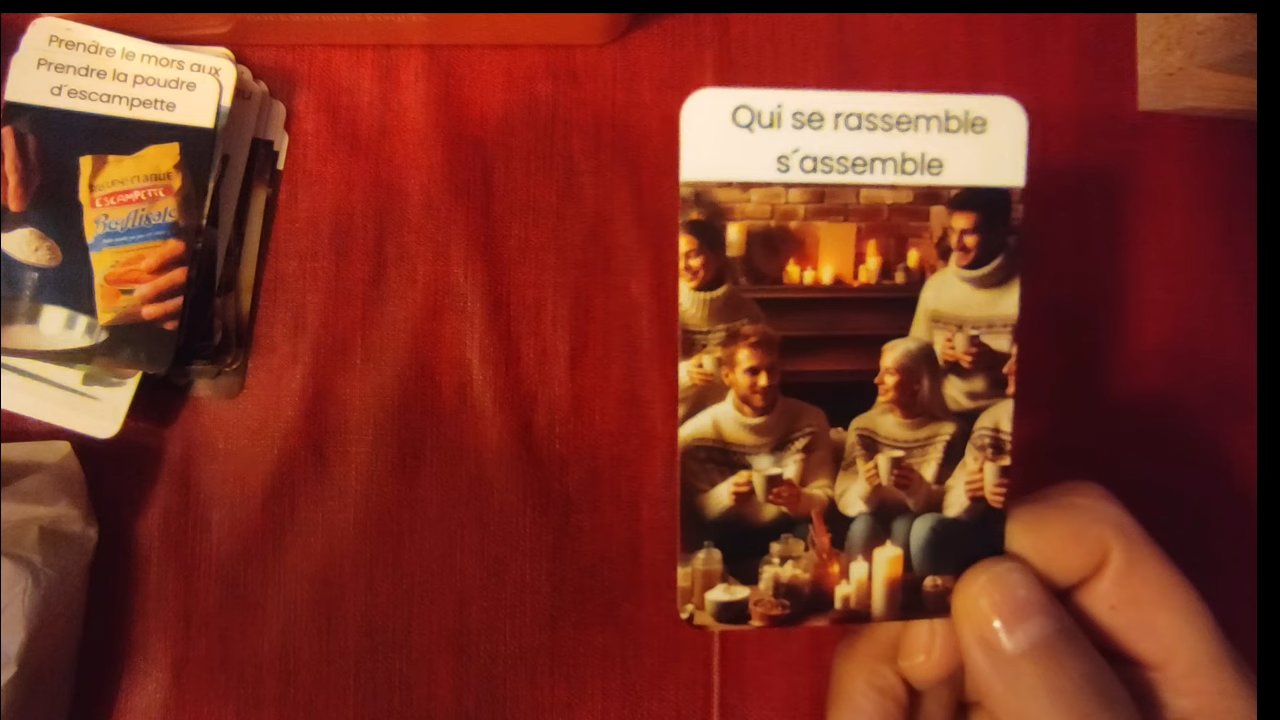 Prendre le mors aux
Prendre la poudre
d´escampette
ESCAMPETTE
Qui se rassemble
s´assemble